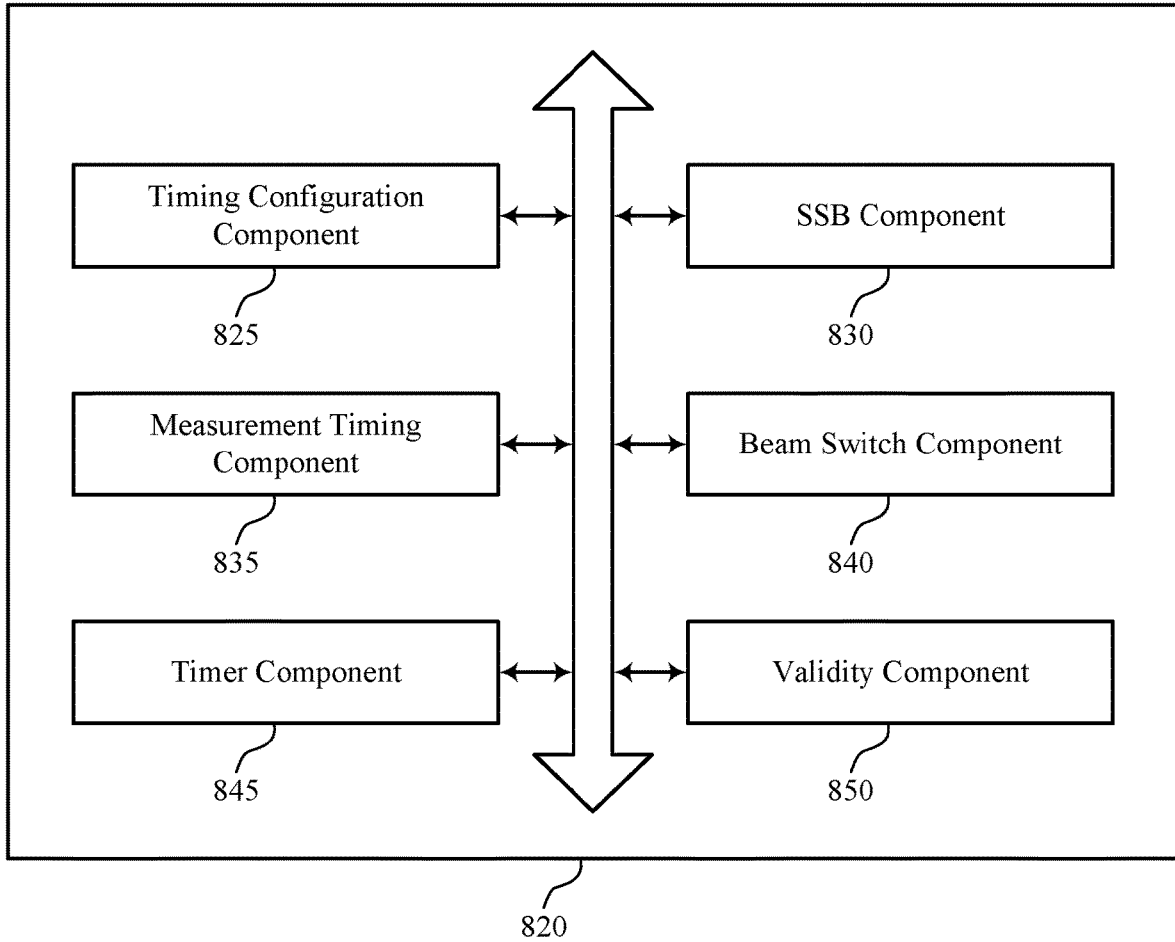 Timing Configuration
Component
825
SSB Component
830
Measurement Timing
Component
835
Beam Switch Component
840
Timer Component
845
Validity Component
850
820